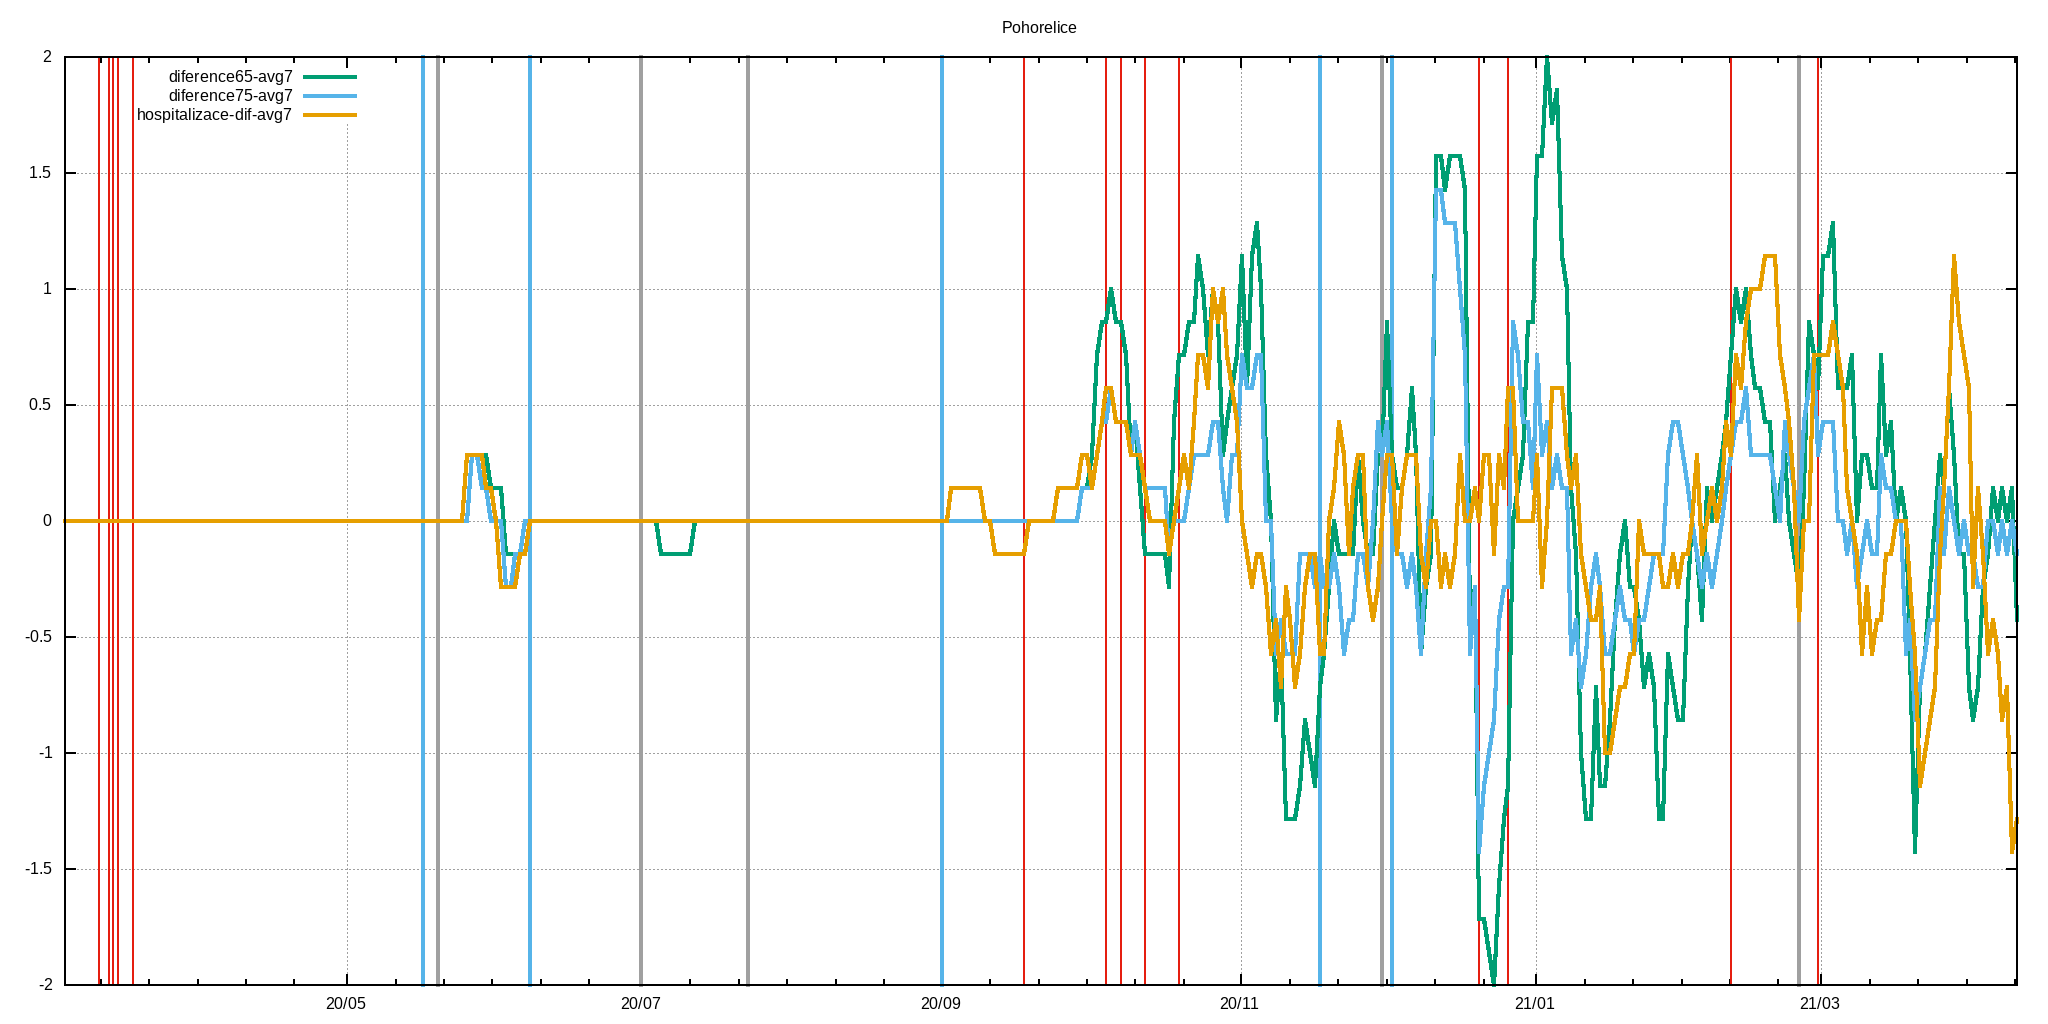 Pohorelice
diference65-avg7
diference75-avg7
hospitalizace-dif-avg7
2
1.5
1
0.5
0
-0.5
-1
-1.5
-2
20/05 20/07 20/09 20/11 21/01 21/03